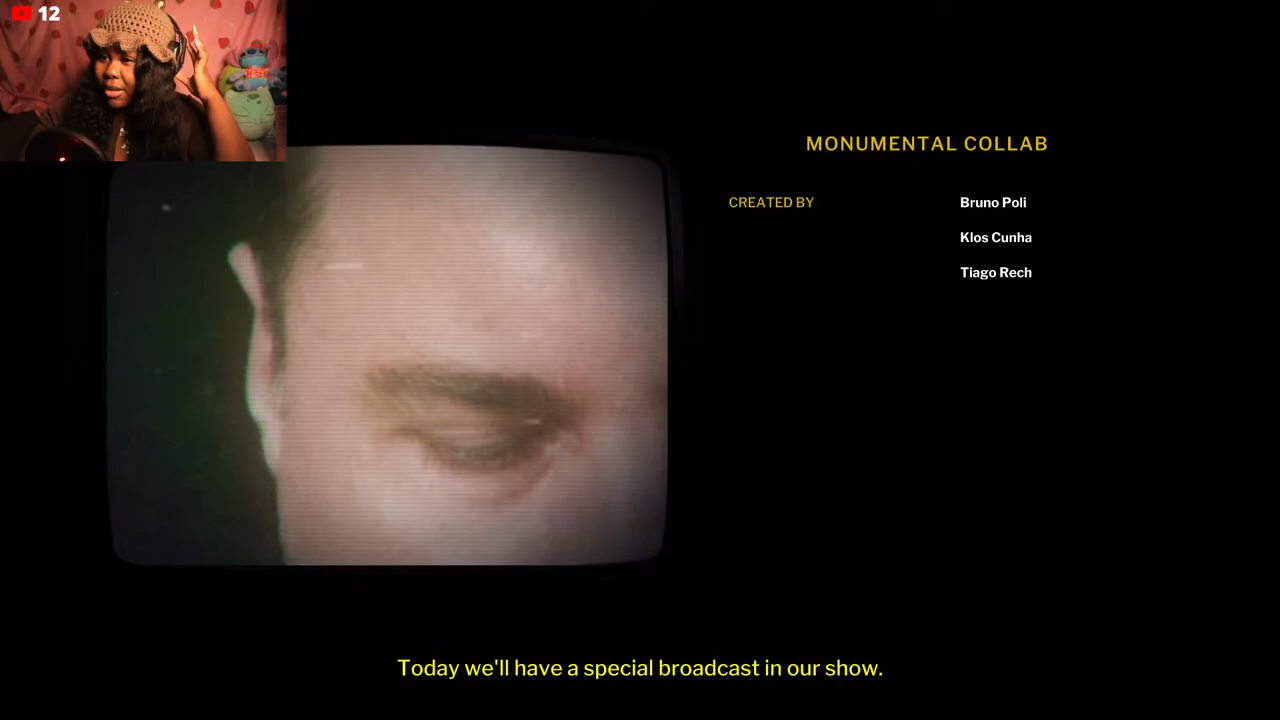 12
MONUMENTAL COLLAB
CREATED BY
Bruno Poli
Klos Cunha
Tiago Rech
Today we'll have a special broadcast in our show.